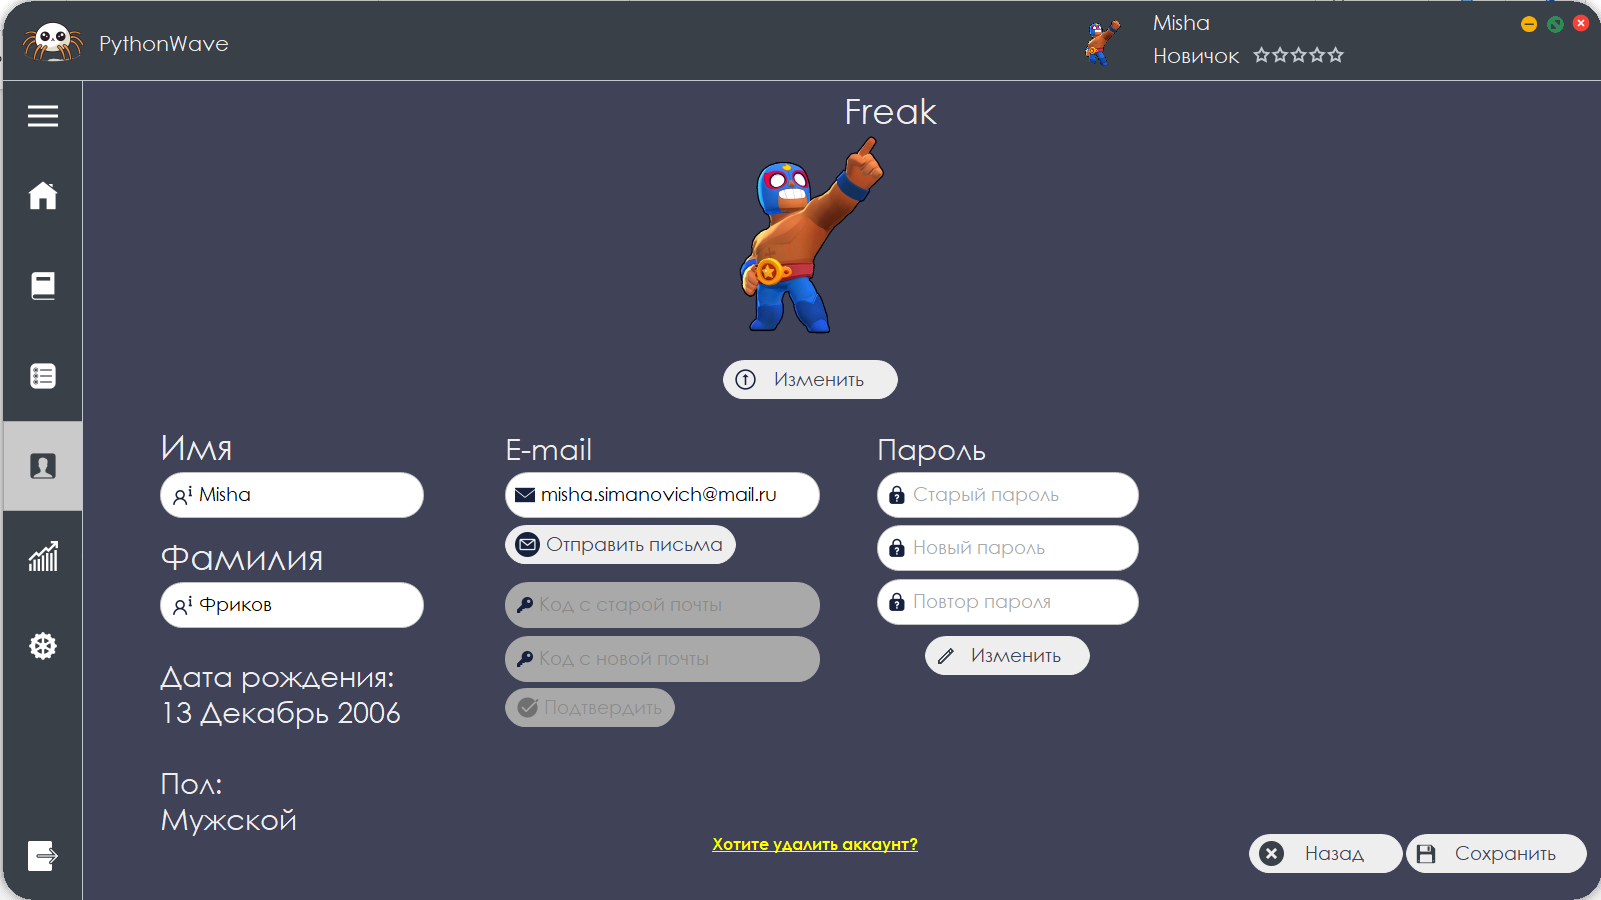 PythonWave
Misha
Новичок
Freak
Изменить
Имя
Misha
Фамилия
Фриков
Дата рождения:
13 Декабрь 2006
Пол:
Мужской
E-mail
misha.simanovich@mail.ru
Отправить письма
Код с старой почты
Код с новой почты
Подтвердить
Пароль
Старый пароль
Новый пароль
Повтор пароля
Изменить
Хотите удалить аккаунт?
Назад
Сохранить